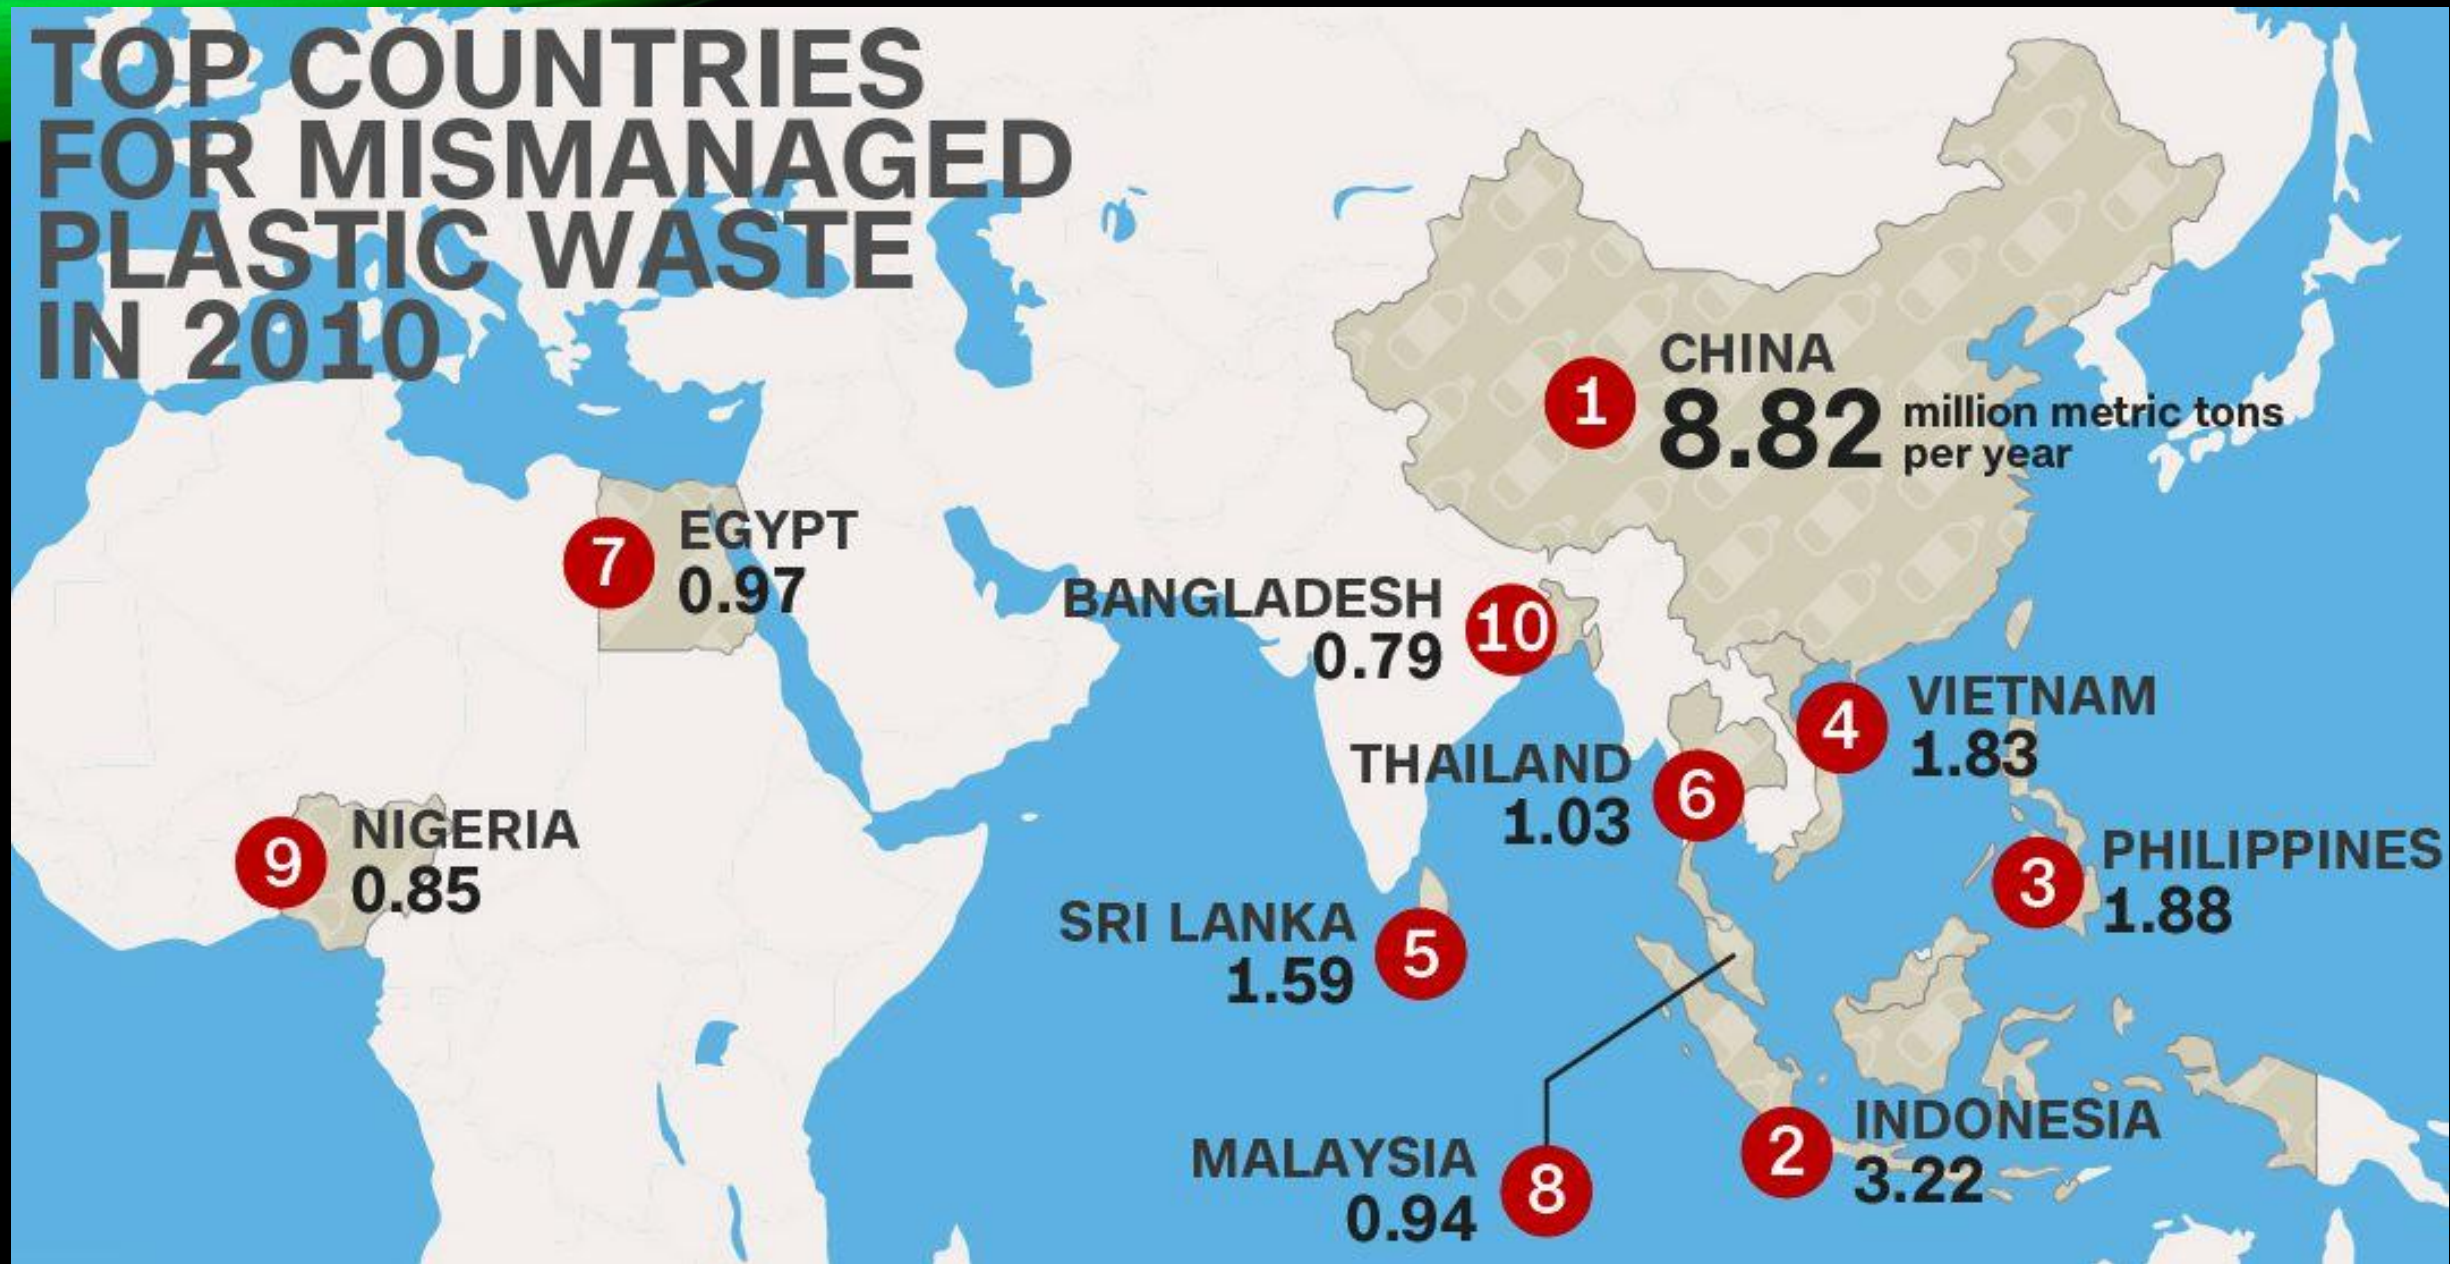 TOP COUNTRIES
FOR MISMANAGED
PLASTIC WASTE
IN 2010
1
CHINA
8.82 million metric tons
per year
7
EGYPT
0.97
BANGLADESH
0.79
10
4
VIETNAM
1.83
THAILAND
1.03
6
9
NIGERIA
0.85
3
PHILIPPINES
1.88
SRI LANKA
1.59
5
2
INDONESIA
3.22
MALAYSIA
0.94
8